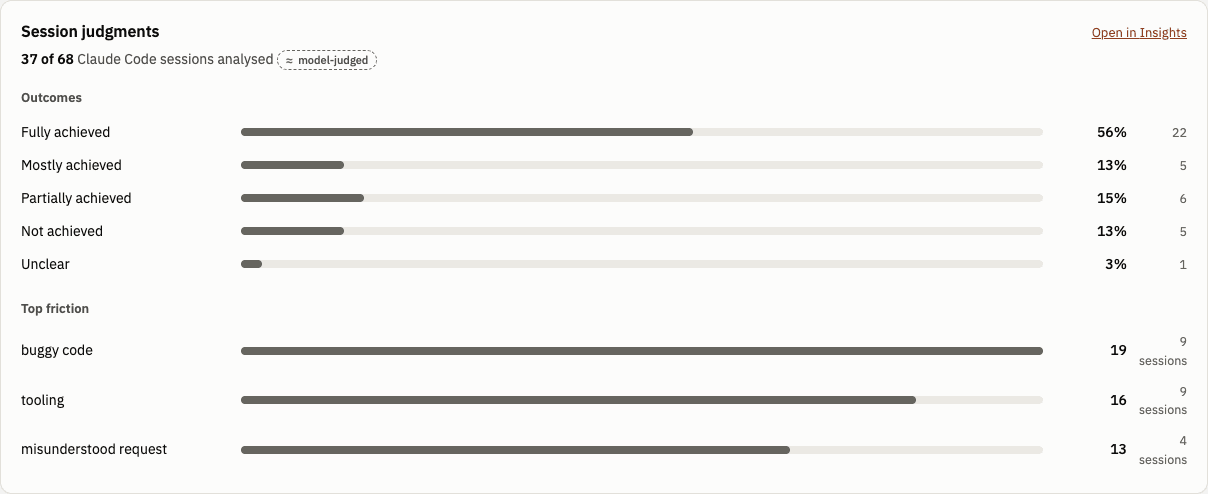 Session judgments
Open in Insights
37 of 68 Claude Code sessions analysed ≈ model-judged
Outcomes
Fully achieved 56% 22
Mostly achieved 13% 5
Partially achieved 15% 6
Not achieved 13% 5
Unclear 3% 1
Top friction
buggy code 19 9 sessions
tooling 16 9 sessions
misunderstood request 13 4 sessions